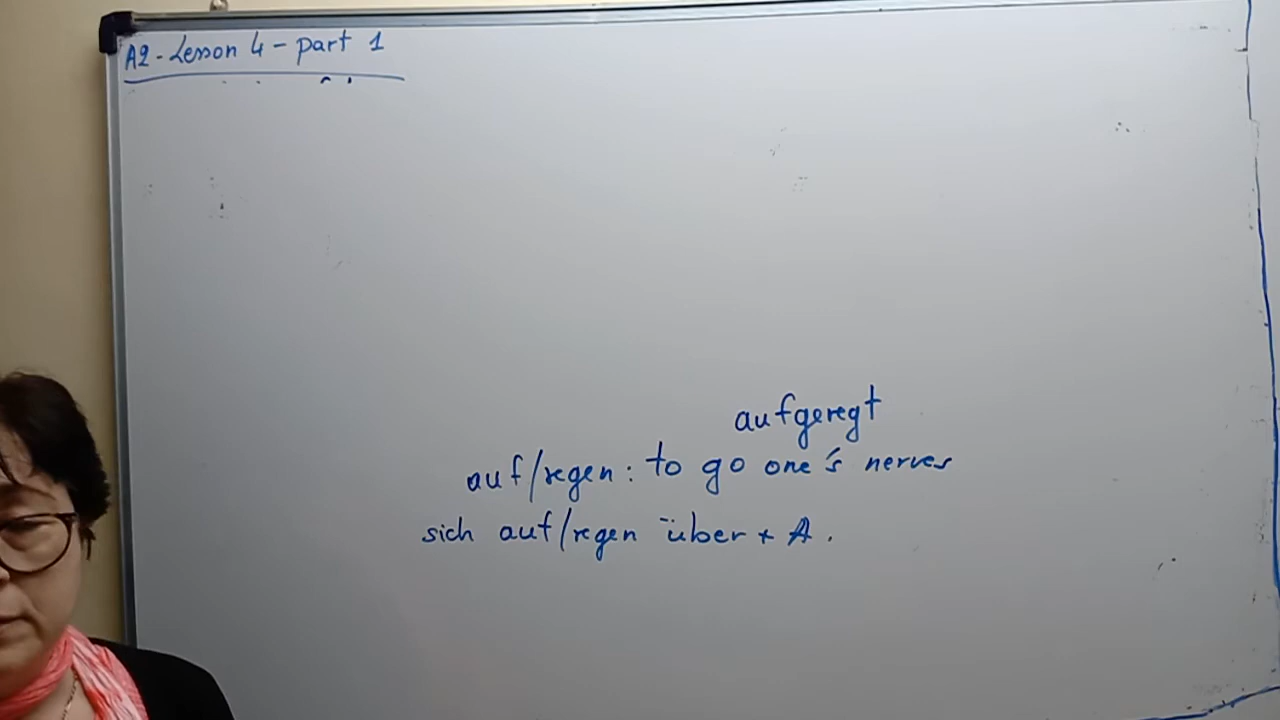 A2 - Lesson 4 - part 1
aufgeregt
auf/regen : to go one's nerves
sich auf/regen über + A.